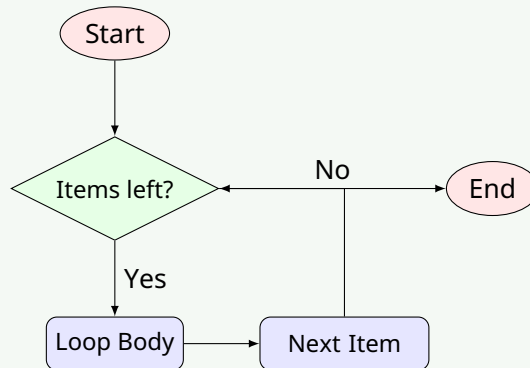 Start
Items left?
No
End
Yes
Loop Body
Next Item